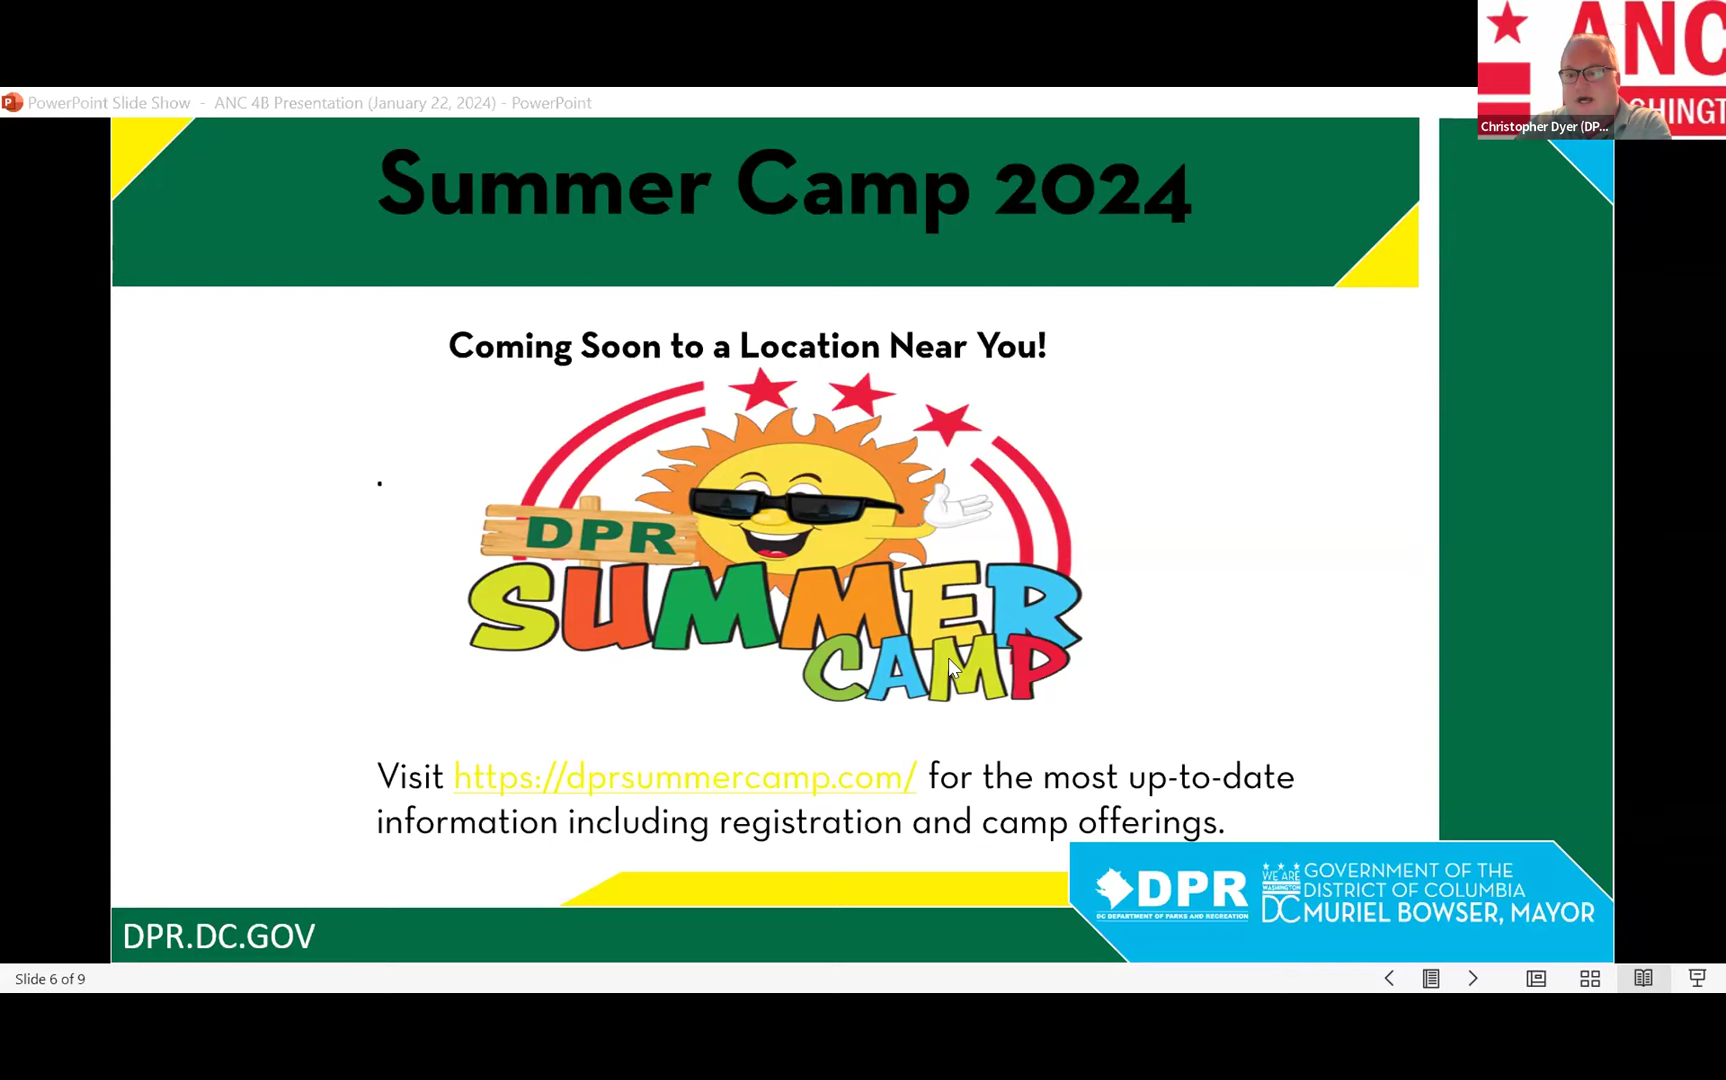 ANC
WASHINGT
Christopher Dyer (DP...
PowerPoint Slide Show - ANC 4B Presentation (January 22, 2024) - PowerPoint
Summer Camp 2024
Coming Soon to a Location Near You!
.
DPR
SUMMER
CAMP
Visit https://dprsummercamp.com/ for the most up-to-date
information including registration and camp offerings.
DPR
DC DEPARTMENT OF PARKS AND RECREATION
WE ARE
WASHINGTON
DC
GOVERNMENT OF THE
DISTRICT OF COLUMBIA
MURIEL BOWSER, MAYOR
DPR.DC.GOV
Slide 6 of 9